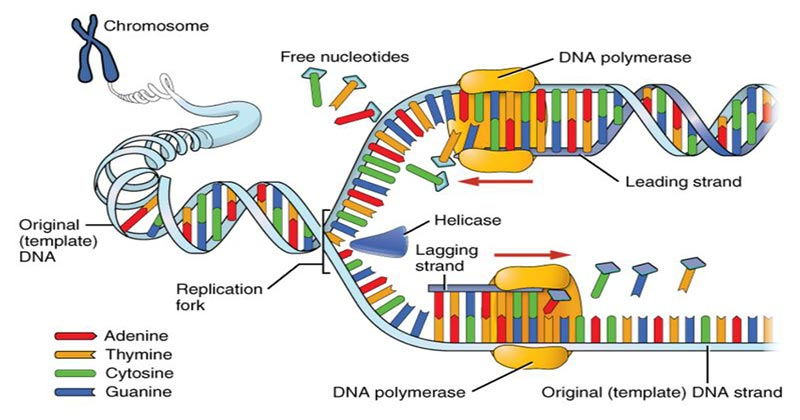 Chromosome
Free nucleotides
DNA polymerase
Leading strand
Helicase
Lagging
strand
Original
(template)
DNA
Replication
fork
Adenine
Thymine
Cytosine
Guanine
DNA polymerase
Original (template) DNA strand